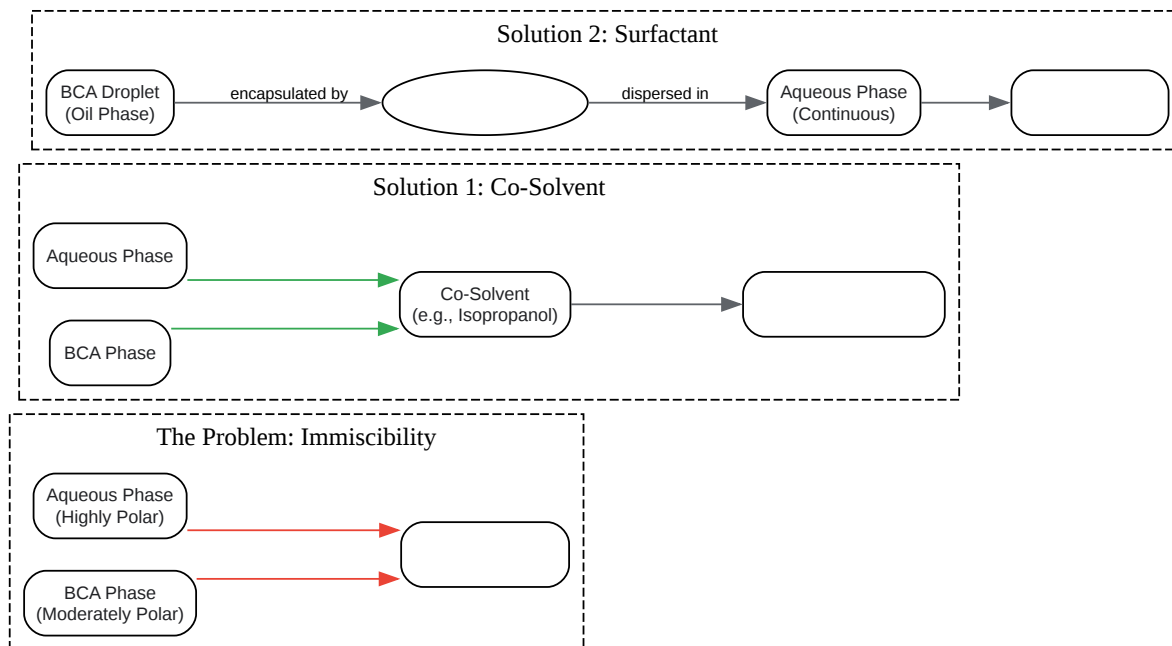 Solution 2: Surfactant
BCA Droplet
(Oil Phase)
encapsulated by
dispersed in
Aqueous Phase
(Continuous)
Solution 1: Co-Solvent
Aqueous Phase
BCA Phase
Co-Solvent
(e.g., Isopropanol)
The Problem: Immiscibility
Aqueous Phase
(Highly Polar)
BCA Phase
(Moderately Polar)